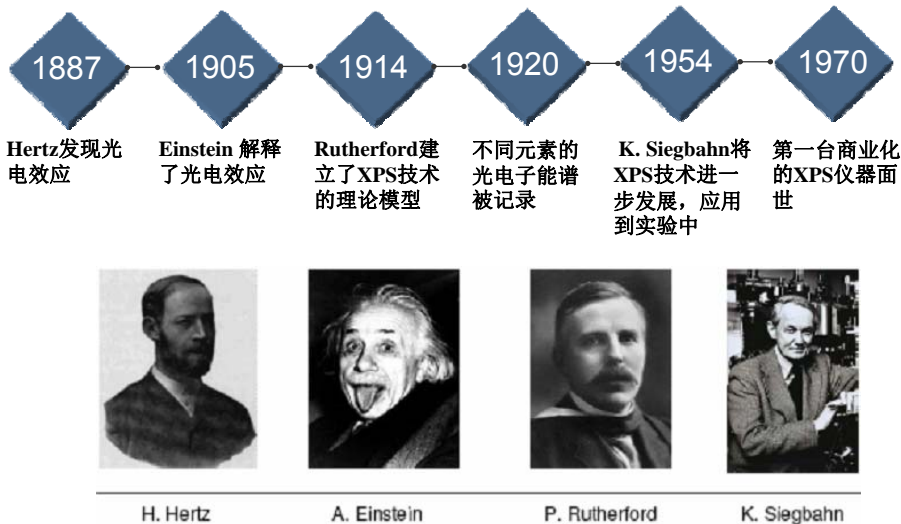 1887 1905 1914 1920 1954 1970
Hertz发现光
电效应
Einstein 解释
了光电效应
Rutherford建
立了XPS技术
的理论模型
不同元素的
光电子能谱
被记录
K. Siegbahn将
XPS技术进一
步发展，应用
到实验中
第一台商业化
的XPS仪器面
世
H. Hertz A. Einstein P. Rutherford K. Siegbahn